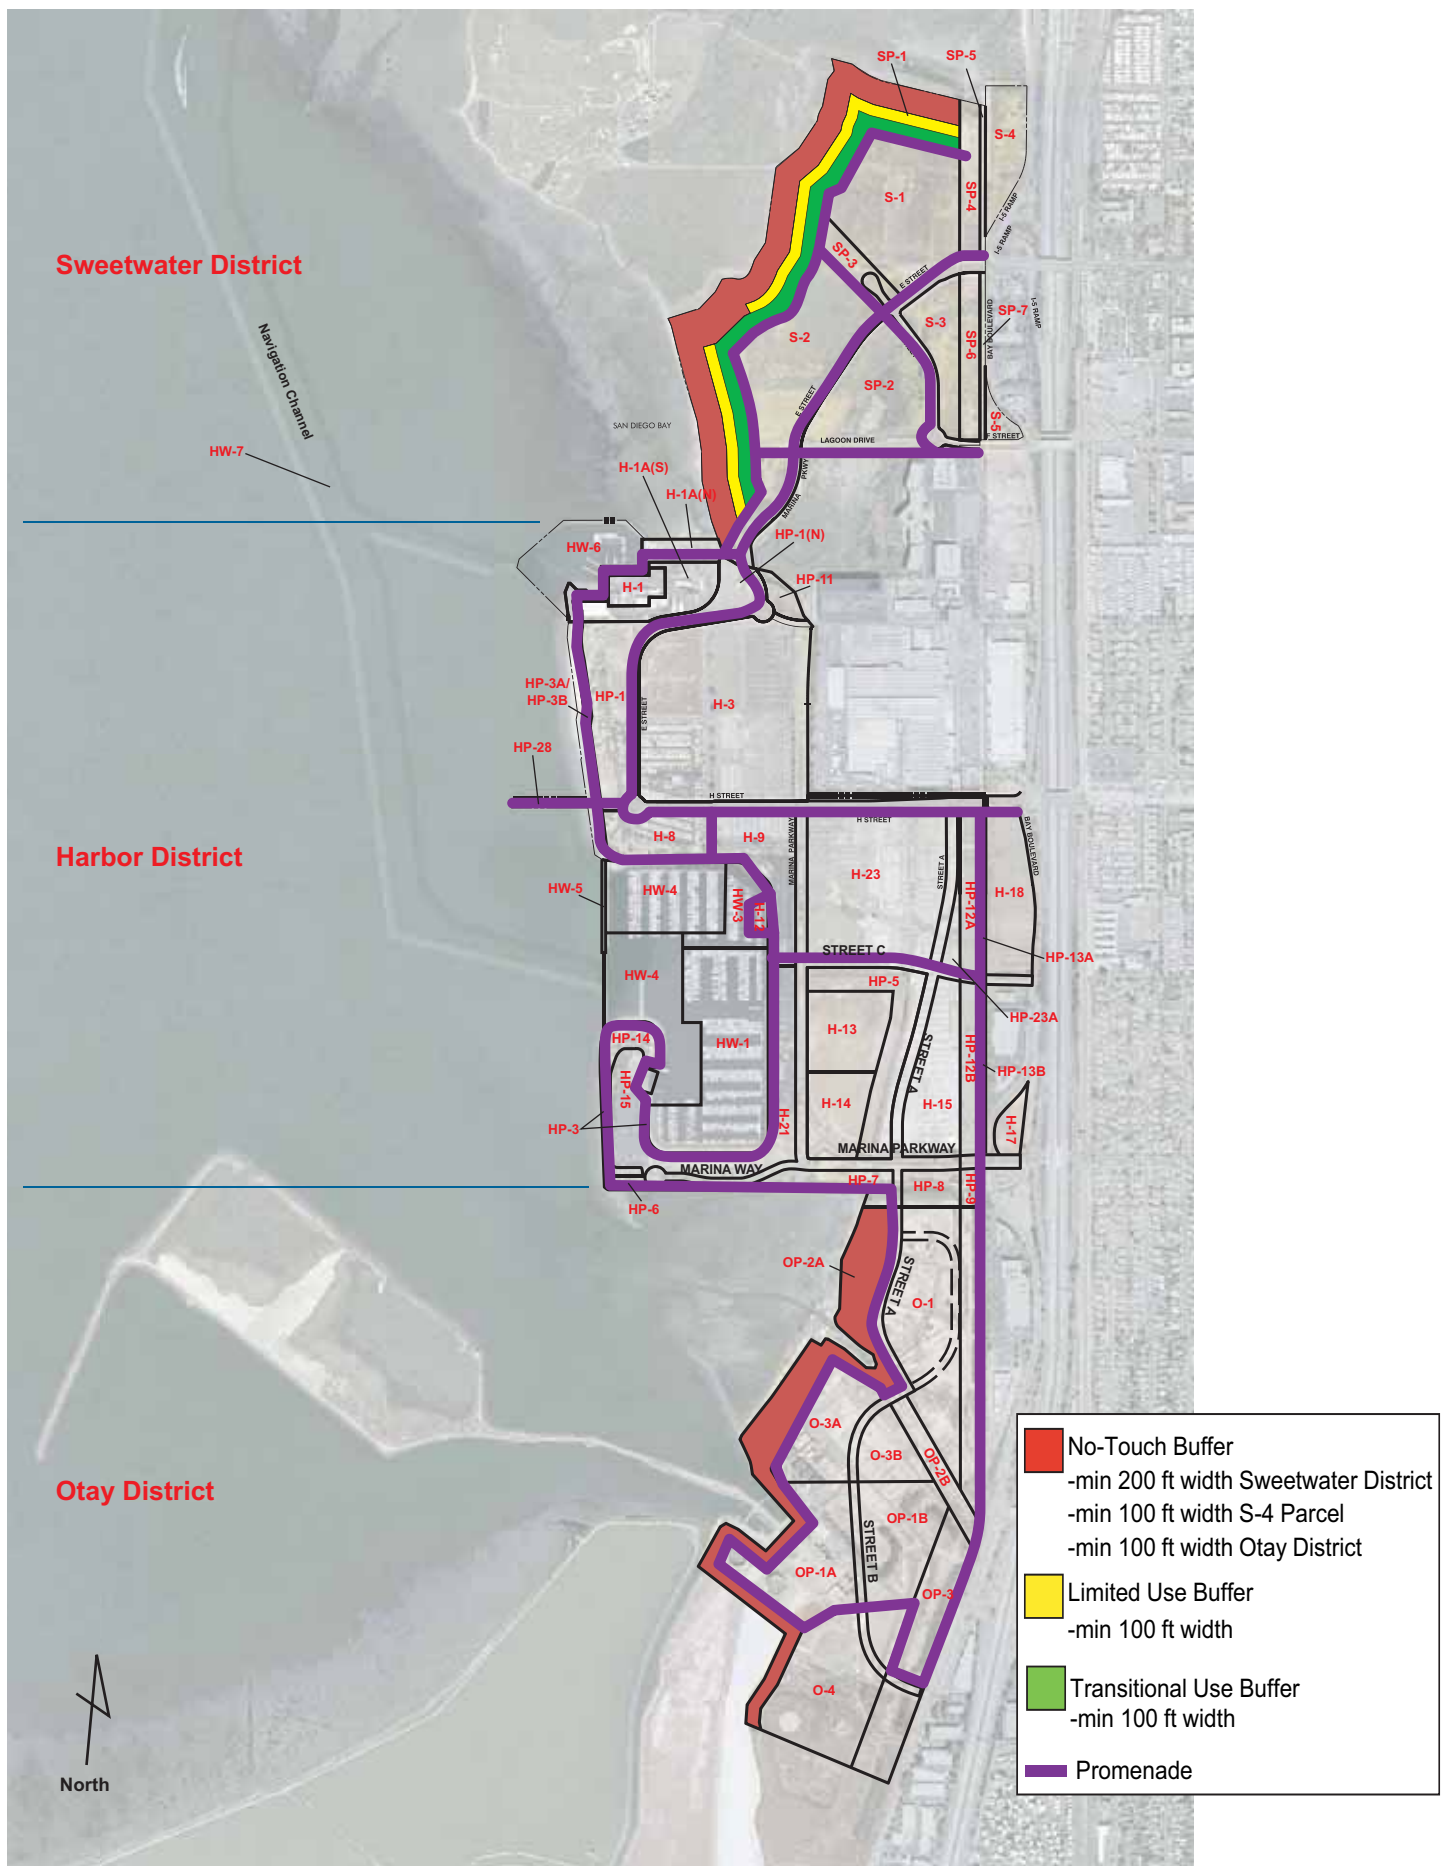 SP-1
SP-5
S-4
S-1
SP-4
I-5 RAMP
I-5 RAMP
SP-3
E STREET
Sweetwater District
S-3
SP-6
BAY BOULEVARD
SP-7
I-5 RAMP
S-2
Navigation Channel
SP-2
E STREET
S-5
F STREET
SAN DIEGO BAY
LAGOON DRIVE
HW-7
H-1A(S)
PKWY
H-1A(N)
MARINA
HP-1(N)
HW-6
HP-11
H-1
HP-3A/
HP-3B
HP-1
E STREET
H-3
HP-28
H STREET
H STREET
H-8
H-9
MARINA PARKWAY
BAY BOULEVARD
Harbor District
STREET A
H-23
HW-5
HW-4
HW-3
H-12
HP-12A
H-18
STREET C
HP-13A
HW-4
HP-5
HP-23A
H-13
HP-14
HW-1
STREET A
HP-12B
HP-13B
HP-15
H-14
H-15
H-21
H-17
HP-3
MARINA PARKWAY
MARINA WAY
HP-7
HP-8
HP-9
HP-6
OP-2A
STREET A
O-1
O-3A
O-3B
OP-2B
Otay District
OP-1B
STREET B
OP-1A
OP-3
O-4
North
No-Touch Buffer
-min 200 ft width Sweetwater District
-min 100 ft width S-4 Parcel
-min 100 ft width Otay District
Limited Use Buffer
-min 100 ft width
Transitional Use Buffer
-min 100 ft width
Promenade